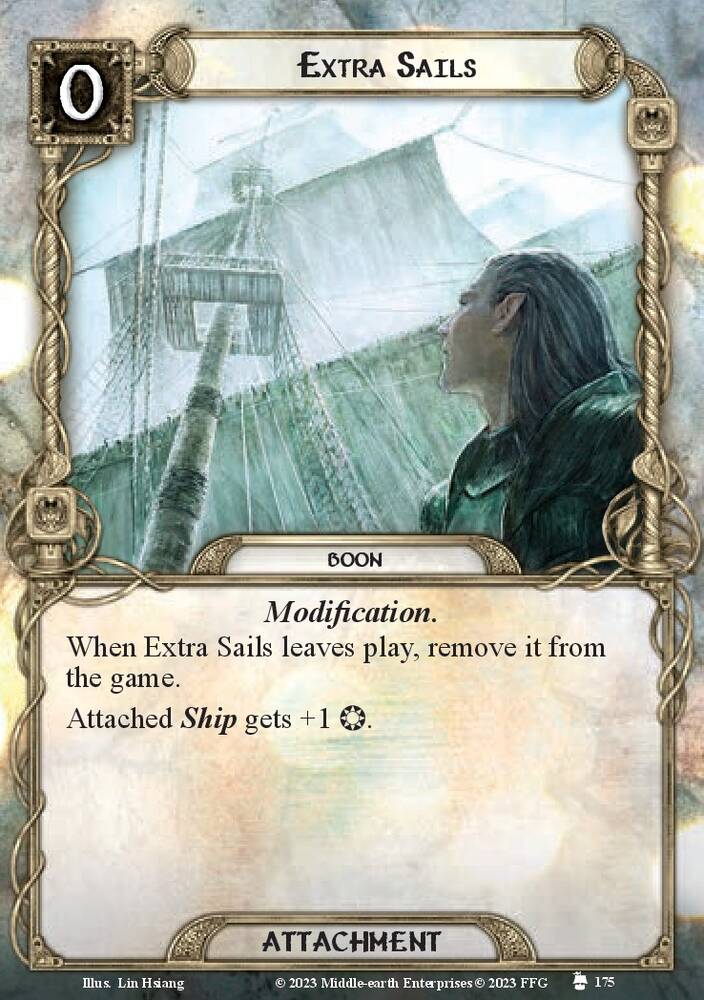 0
Extra Sails
BOON
Modification.
When Extra Sails leaves play, remove it from
the game.
Attached Ship gets +1 .
ATTACHMENT
Illus. Lin Hsiang © 2023 Middle-earth Enterprises © 2023 FFG 175